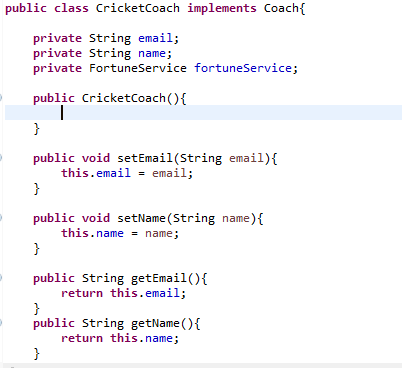 public class CricketCoach implements Coach{
private String email;
private String name;
private FortuneService fortuneService;
public CricketCoach(){
}
public void setEmail(String email){
this.email = email;
}
public void setName(String name){
this.name = name;
}
public String getEmail(){
return this.email;
}
public String getName(){
return this.name;
}